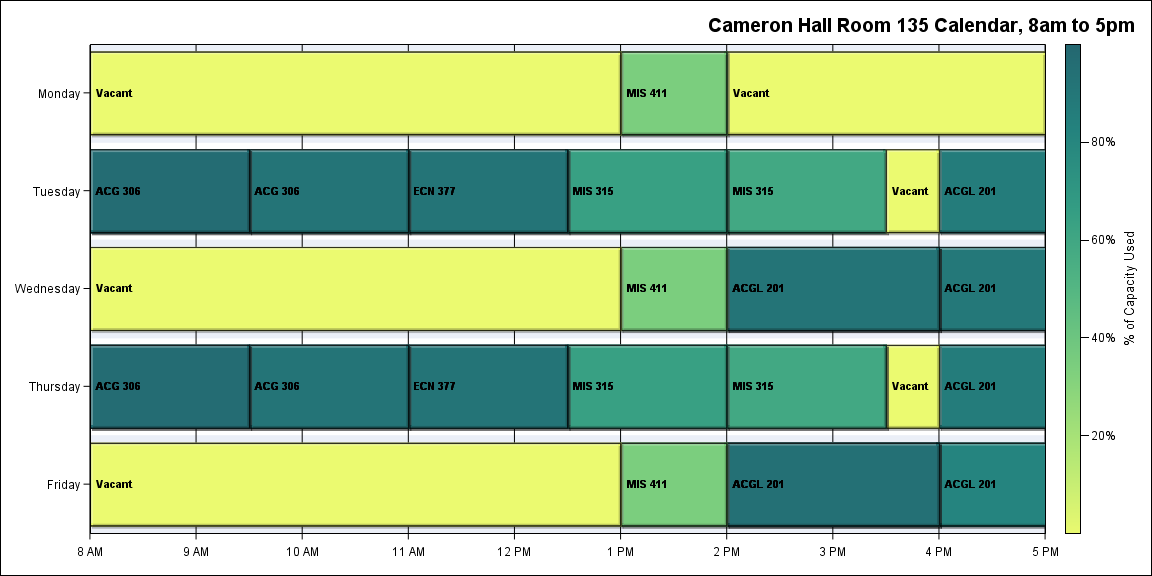 Cameron Hall Room 135 Calendar, 8am to 5pm
Monday
Vacant
MIS 411
Vacant
Tuesday
ACG 306
ACG 306
ECN 377
MIS 315
MIS 315
Vacant
ACGL 201
Wednesday
Vacant
MIS 411
ACGL 201
ACGL 201
Thursday
ACG 306
ACG 306
ECN 377
MIS 315
MIS 315
Vacant
ACGL 201
Friday
Vacant
MIS 411
ACGL 201
ACGL 201
8 AM
9 AM
10 AM
11 AM
12 PM
1 PM
2 PM
3 PM
4 PM
5 PM
80%
60%
40%
20%
% of Capacity Used